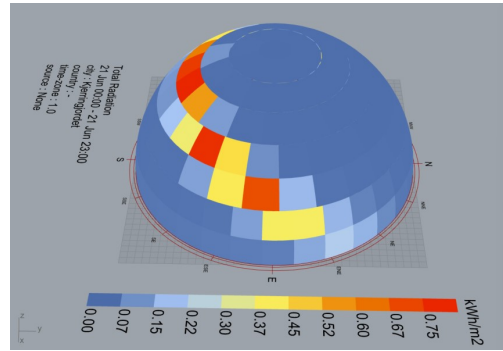 Total Radiation
21 Jun 00:00 - 21 Jun 23:00
city : Kjerringjordet
country : -
time-zone : 1.0
source : None
S
N
E
kWh/m2
0.00
0.07
0.15
0.22
0.30
0.37
0.45
0.52
0.60
0.67
0.75
z
y
x